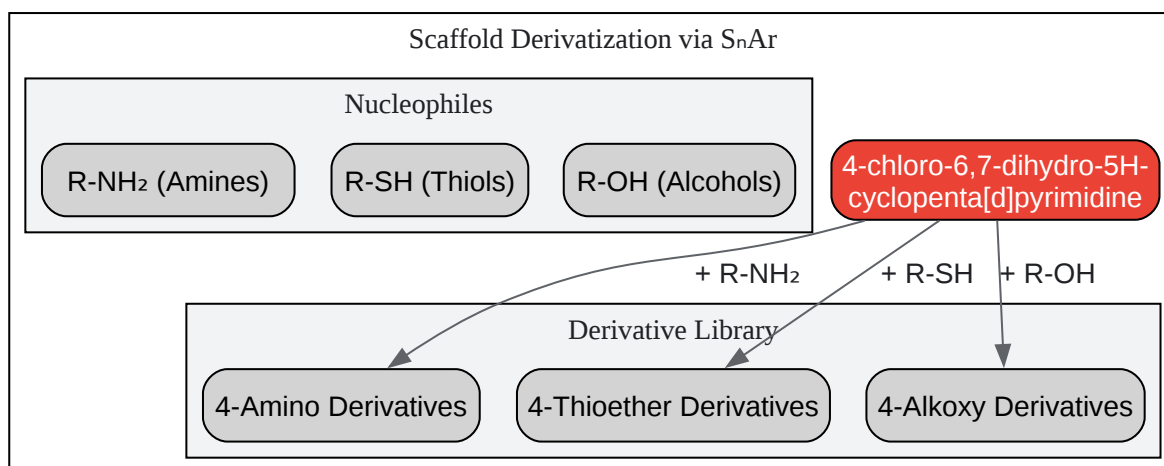 Scaffold Derivatization via SₙAr
Nucleophiles
R-NH₂ (Amines)
R-SH (Thiols)
R-OH (Alcohols)
4-chloro-6,7-dihydro-5H-
cyclopenta[d]pyrimidine
+ R-NH₂
+ R-SH
+ R-OH
Derivative Library
4-Amino Derivatives
4-Thioether Derivatives
4-Alkoxy Derivatives